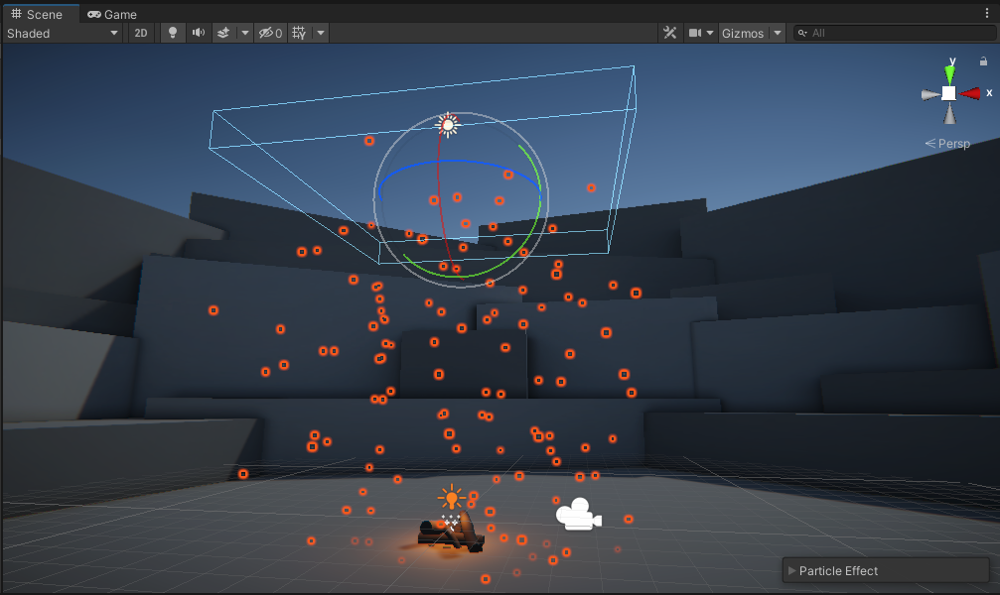 Scene Game
Shaded 2D 0 Gizmos All
y
x
Persp
Particle Effect